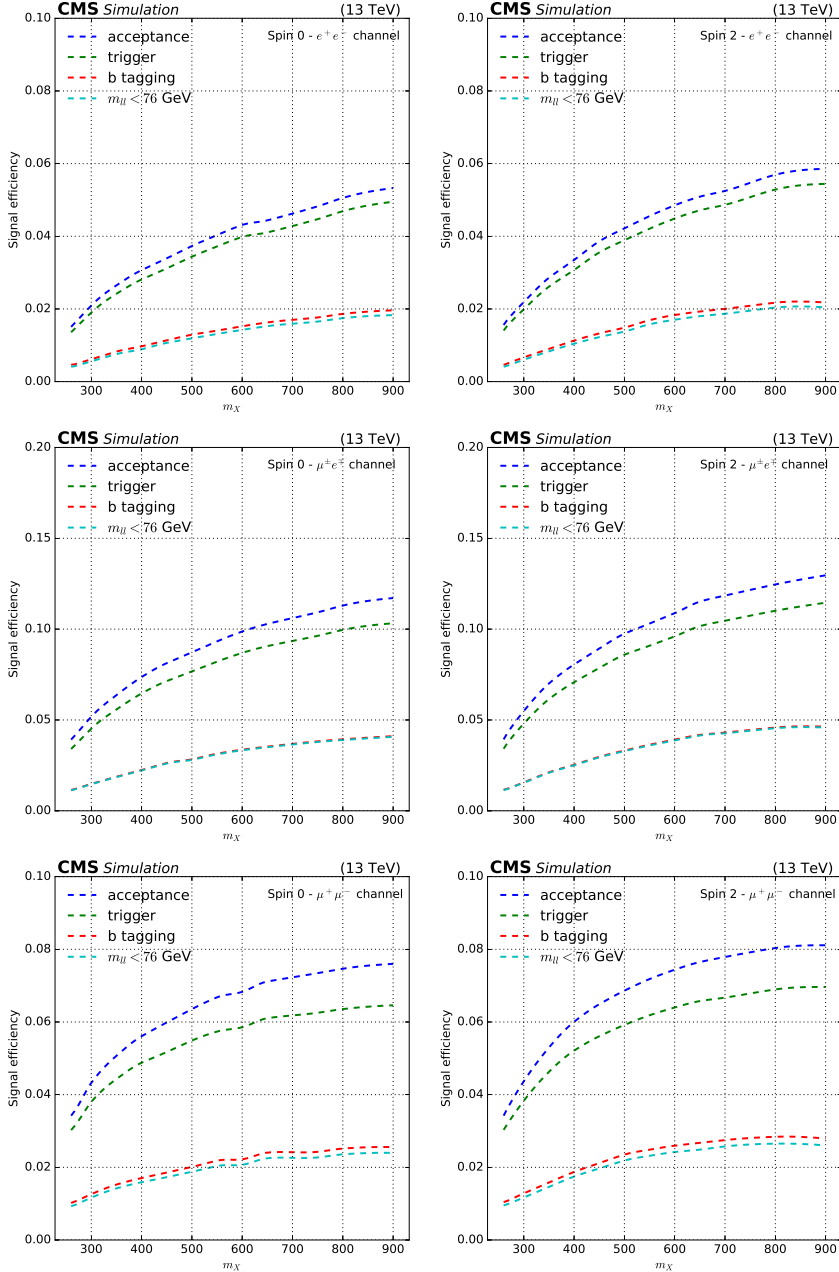 CMS Simulation (13 TeV)
Spin 0 - e⁺e⁻ channel
acceptance
trigger
b tagging
m_ll < 76 GeV
Signal efficiency
0.10
0.08
0.06
0.04
0.02
0.00
300 400 500 600 700 800 900
m_X
CMS Simulation (13 TeV)
Spin 2 - e⁺e⁻ channel
acceptance
trigger
b tagging
m_ll < 76 GeV
Signal efficiency
0.10
0.08
0.06
0.04
0.02
0.00
300 400 500 600 700 800 900
m_X
CMS Simulation (13 TeV)
Spin 0 - μ^±e^∓ channel
acceptance
trigger
b tagging
m_ll < 76 GeV
Signal efficiency
0.20
0.15
0.10
0.05
0.00
300 400 500 600 700 800 900
m_X
CMS Simulation (13 TeV)
Spin 2 - μ^±e^∓ channel
acceptance
trigger
b tagging
m_ll < 76 GeV
Signal efficiency
0.20
0.15
0.10
0.05
0.00
300 400 500 600 700 800 900
m_X
CMS Simulation (13 TeV)
Spin 0 - μ⁺μ⁻ channel
acceptance
trigger
b tagging
m_ll < 76 GeV
Signal efficiency
0.10
0.08
0.06
0.04
0.02
0.00
300 400 500 600 700 800 900
m_X
CMS Simulation (13 TeV)
Spin 2 - μ⁺μ⁻ channel
acceptance
trigger
b tagging
m_ll < 76 GeV
Signal efficiency
0.10
0.08
0.06
0.04
0.02
0.00
300 400 500 600 700 800 900
m_X